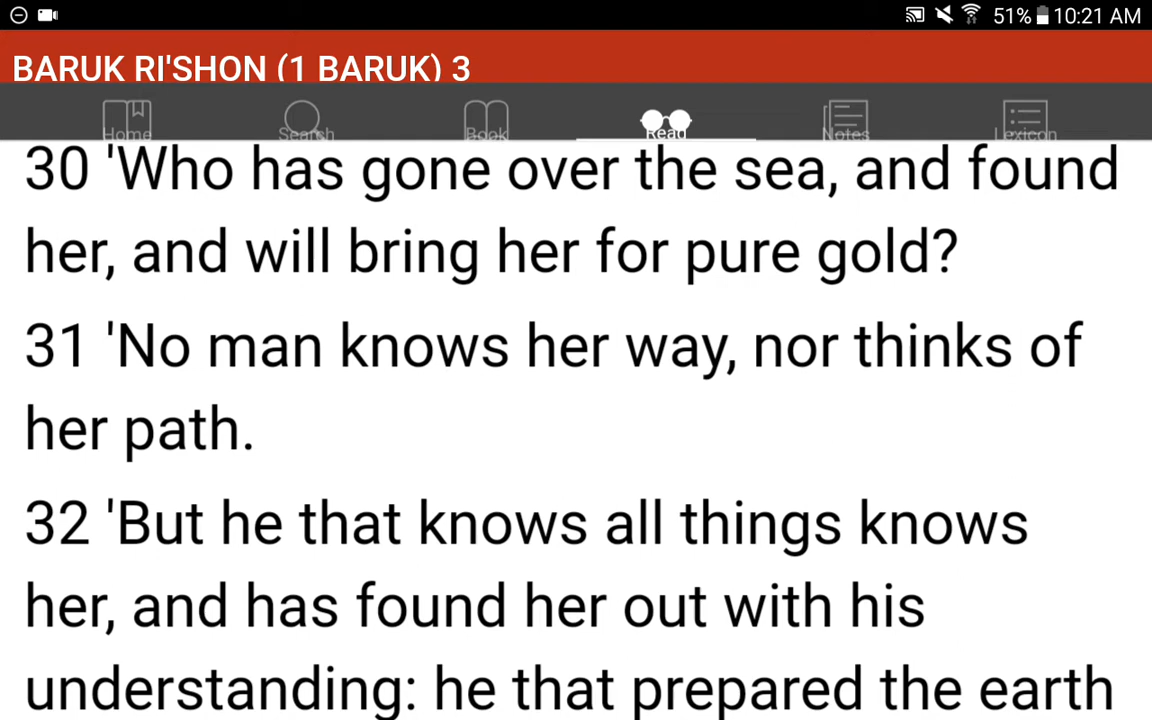 51% 10:21 AM
BARUK RI'SHON (1 BARUK) 3
Home Search Book Read Notes Lexicon
30 'Who has gone over the sea, and found
her, and will bring her for pure gold?
31 'No man knows her way, nor thinks of
her path.
32 'But he that knows all things knows
her, and has found her out with his
understanding: he that prepared the earth